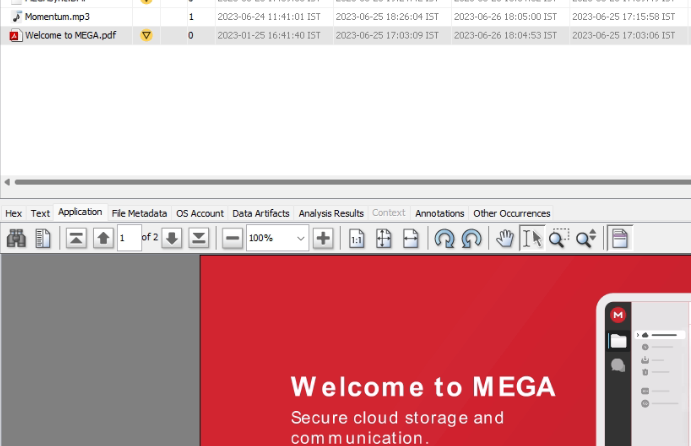 Momentum.mp3 1 2023-06-24 11:41:01 IST 2023-06-25 18:26:04 IST 2023-06-26 18:05:00 IST 2023-06-25 17:15:58 IST
Welcome to MEGA.pdf 0 2023-01-25 16:41:40 IST 2023-06-25 17:03:09 IST 2023-06-26 18:04:53 IST 2023-06-25 17:03:06 IST
Hex Text Application File Metadata OS Account Data Artifacts Analysis Results Context Annotations Other Occurrences
1 of 2 100% 1:1
M
Welcome to MEGA
Secure cloud storage and
communication.